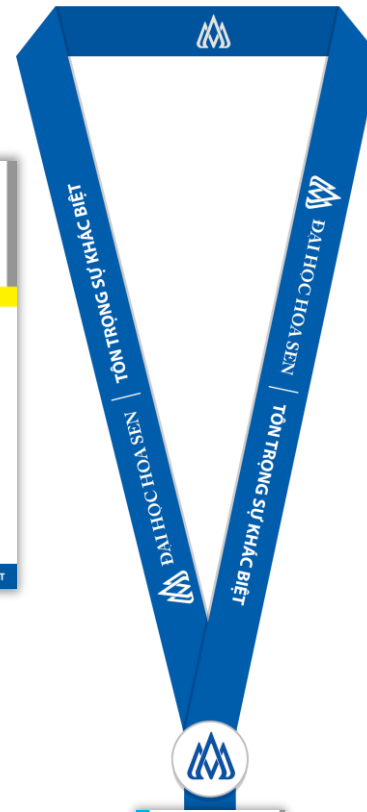 ĐẠI HỌC HOA SEN | TÔN TRỌNG SỰ KHÁC BIỆT
ĐẠI HỌC HOA SEN | TÔN TRỌNG SỰ KHÁC BIỆT
T